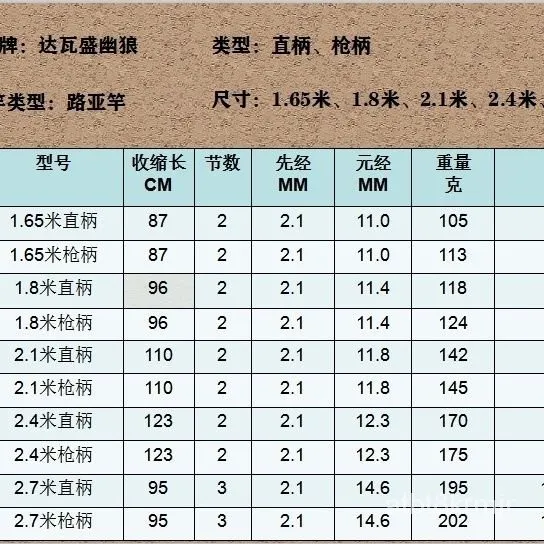 牌：达瓦盛幽狼
类型：直柄、枪柄
竿类型：路亚竿
尺寸：1.65米、1.8米、2.1米、2.4米、
型号 收缩长 CM 节数 先经 MM 元经 MM 重量 克
1.65米直柄 87 2 2.1 11.0 105
1.65米枪柄 87 2 2.1 11.0 113
1.8米直柄 96 2 2.1 11.4 118
1.8米枪柄 96 2 2.1 11.4 124
2.1米直柄 110 2 2.1 11.8 142
2.1米枪柄 110 2 2.1 11.8 145
2.4米直柄 123 2 2.1 12.3 170
2.4米枪柄 123 2 2.1 12.3 175
2.7米直柄 95 3 2.1 14.6 195
2.7米枪柄 95 3 2.1 14.6 202